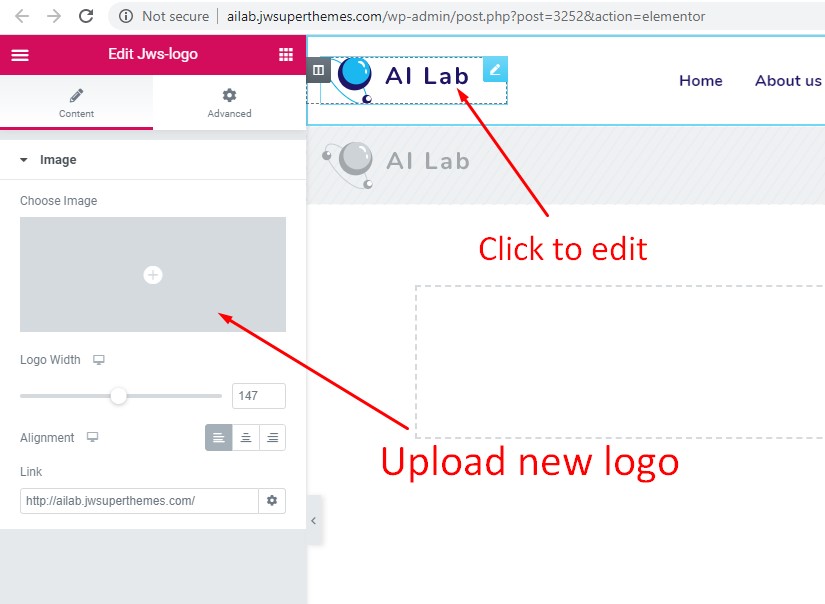 Not secure
ailab.jwsuperthemes.com/wp-admin/post.php?post=3252&action=elementor
Edit Jws-logo
Content
Advanced
Image
Choose Image
Logo Width
147
Alignment
Link
http://ailab.jwsuperthemes.com/
AI Lab
Home
About us
AI Lab
Click to edit
Upload new logo